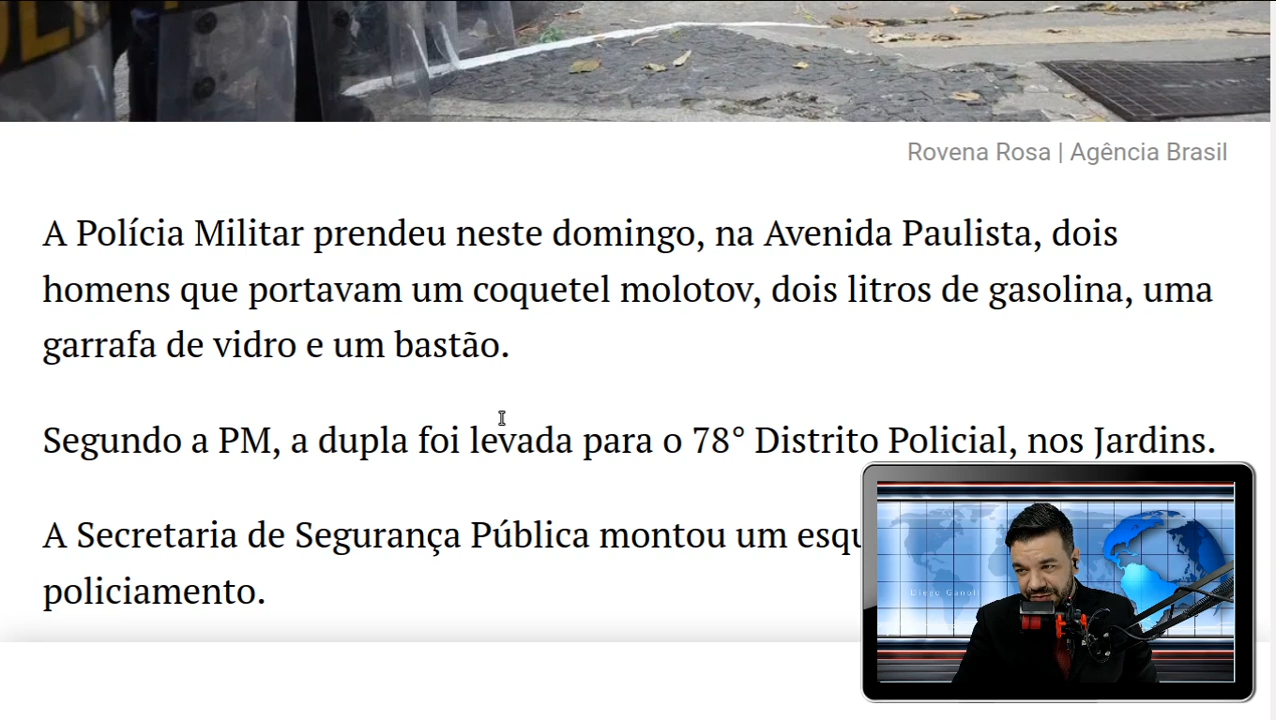 Rovena Rosa | Agência Brasil
A Polícia Militar prendeu neste domingo, na Avenida Paulista, dois
homens que portavam um coquetel molotov, dois litros de gasolina, uma
garrafa de vidro e um bastão.
Segundo a PM, a dupla foi levada para o 78° Distrito Policial, nos Jardins.
A Secretaria de Segurança Pública montou um esqu
policiamento.